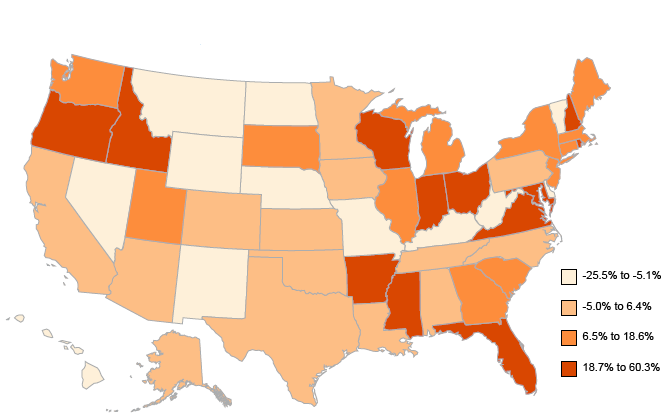 -25.5% to -5.1%
-5.0% to 6.4%
6.5% to 18.6%
18.7% to 60.3%